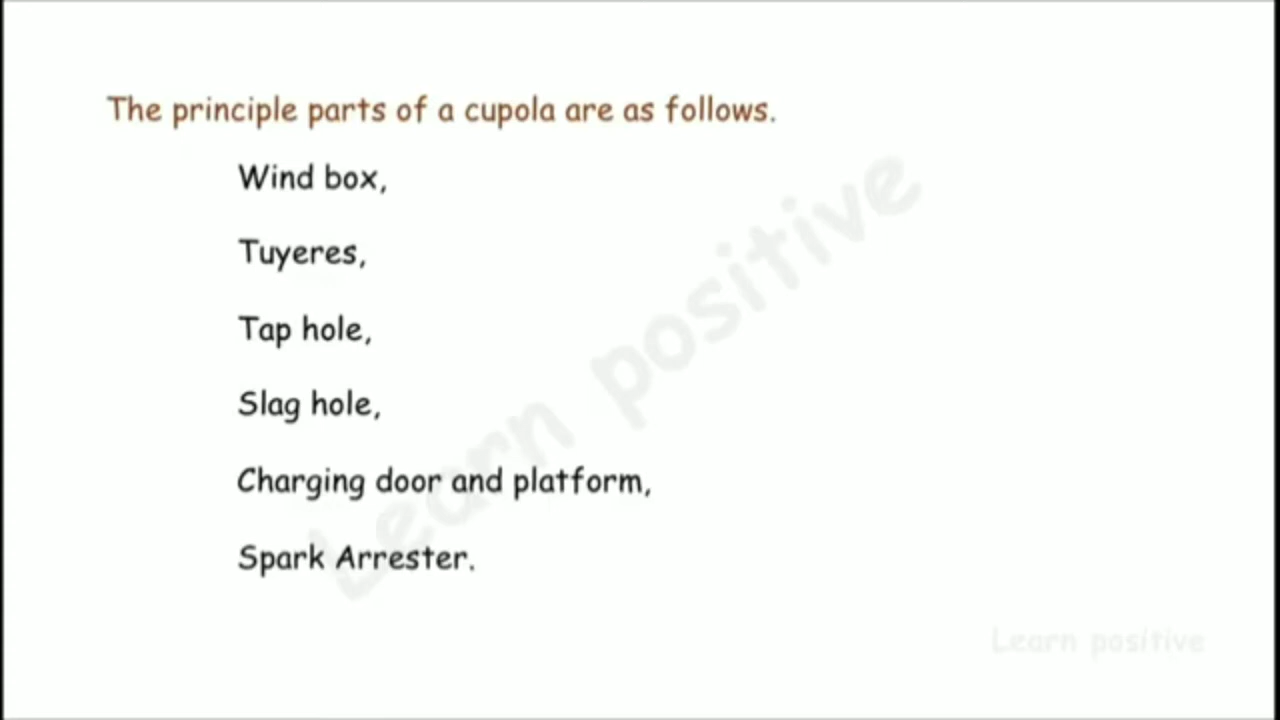 The principle parts of a cupola are as follows.
Wind box,
Tuyeres,
Tap hole,
Slag hole,
Charging door and platform,
Spark Arrester.
Learn positive
Learn positive